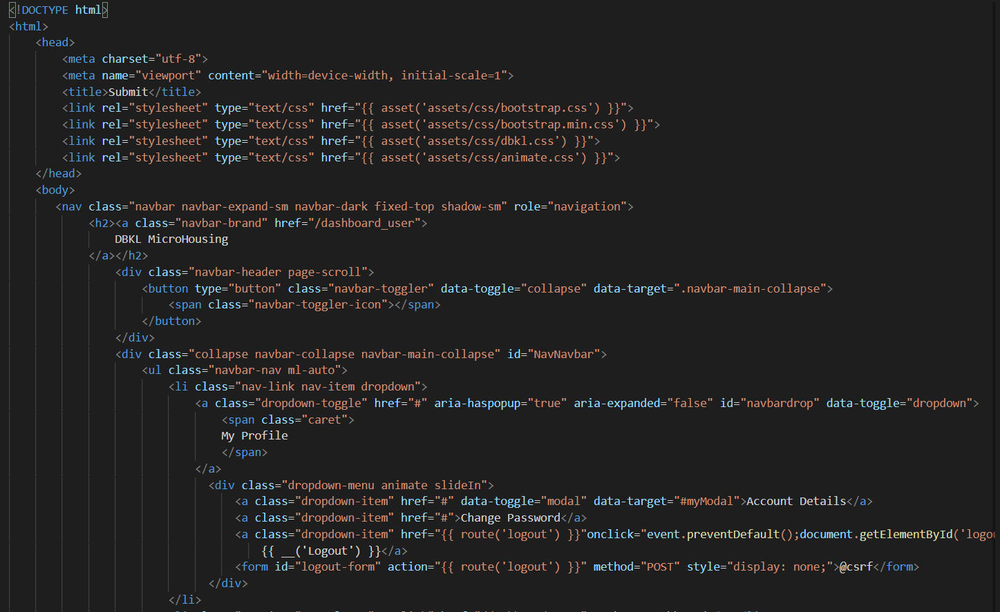 <!DOCTYPE html>
<html>
    <head>
        <meta charset="utf-8">
        <meta name="viewport" content="width=device-width, initial-scale=1">
        <title>Submit</title>
        <link rel="stylesheet" type="text/css" href="{{ asset('assets/css/bootstrap.css') }}">
        <link rel="stylesheet" type="text/css" href="{{ asset('assets/css/bootstrap.min.css') }}">
        <link rel="stylesheet" type="text/css" href="{{ asset('assets/css/dbkl.css') }}">
        <link rel="stylesheet" type="text/css" href="{{ asset('assets/css/animate.css') }}">
    </head>
    <body>
       <nav class="navbar navbar-expand-sm navbar-dark fixed-top shadow-sm" role="navigation">
            <h2><a class="navbar-brand" href="/dashboard_user">
                DBKL MicroHousing
            </a></h2>
                <div class="navbar-header page-scroll">
                    <button type="button" class="navbar-toggler" data-toggle="collapse" data-target=".navbar-main-collapse">
                        <span class="navbar-toggler-icon"></span>
                    </button>
                </div>
                <div class="collapse navbar-collapse navbar-main-collapse" id="NavNavbar">
                    <ul class="navbar-nav ml-auto">
                        <li class="nav-link nav-item dropdown">
                            <a class="dropdown-toggle" href="#" aria-haspopup="true" aria-expanded="false" id="navbardrop" data-toggle="dropdown">
                                <span class="caret">
                                My Profile
                                </span>
                            </a>
                              <div class="dropdown-menu animate slideIn">
                                  <a class="dropdown-item" href="#" data-toggle="modal" data-target="#myModal">Account Details</a>
                                  <a class="dropdown-item" href="#">Change Password</a>
                                  <a class="dropdown-item" href="{{ route('logout') }}"onclick="event.preventDefault();document.getElementById('logou
                                      {{ __('Logout') }}</a>
                                  <form id="logout-form" action="{{ route('logout') }}" method="POST" style="display: none;">@csrf</form>
                              </div>
                        </li>